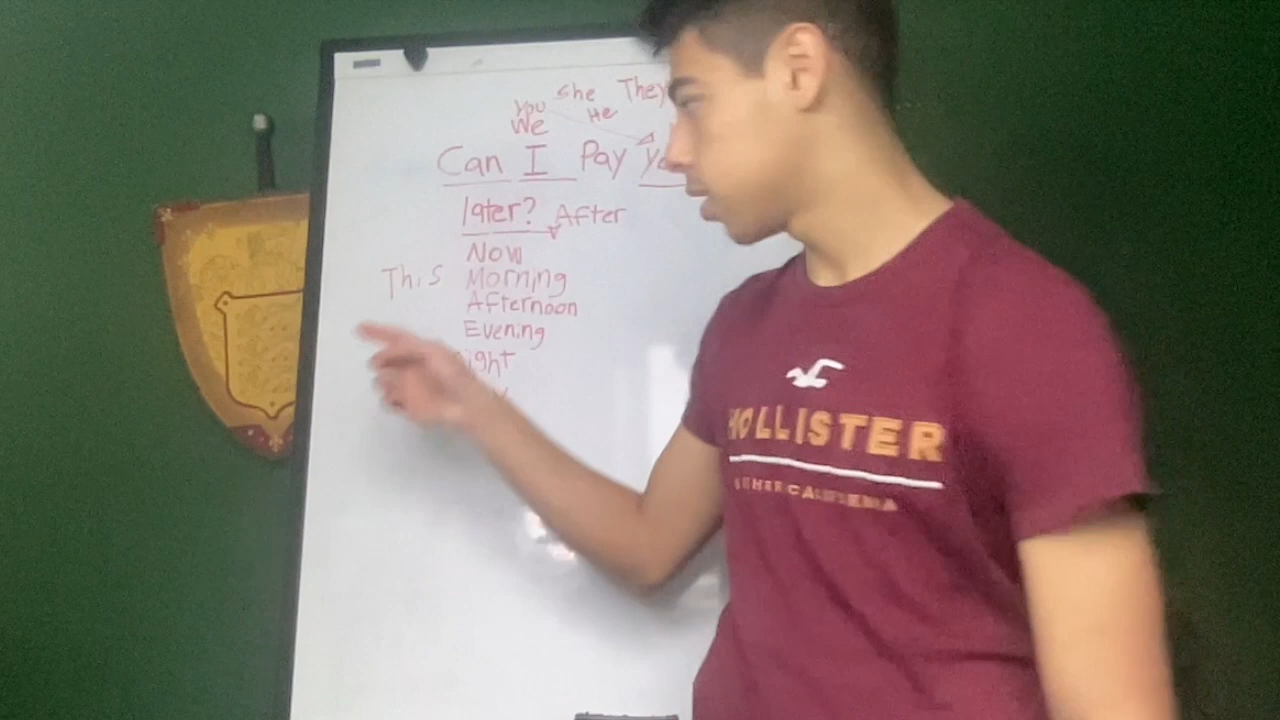 She They
you He
We
Can I Pay
later? After
Now
This Morning
Afternoon
Evening
HOLLISTER